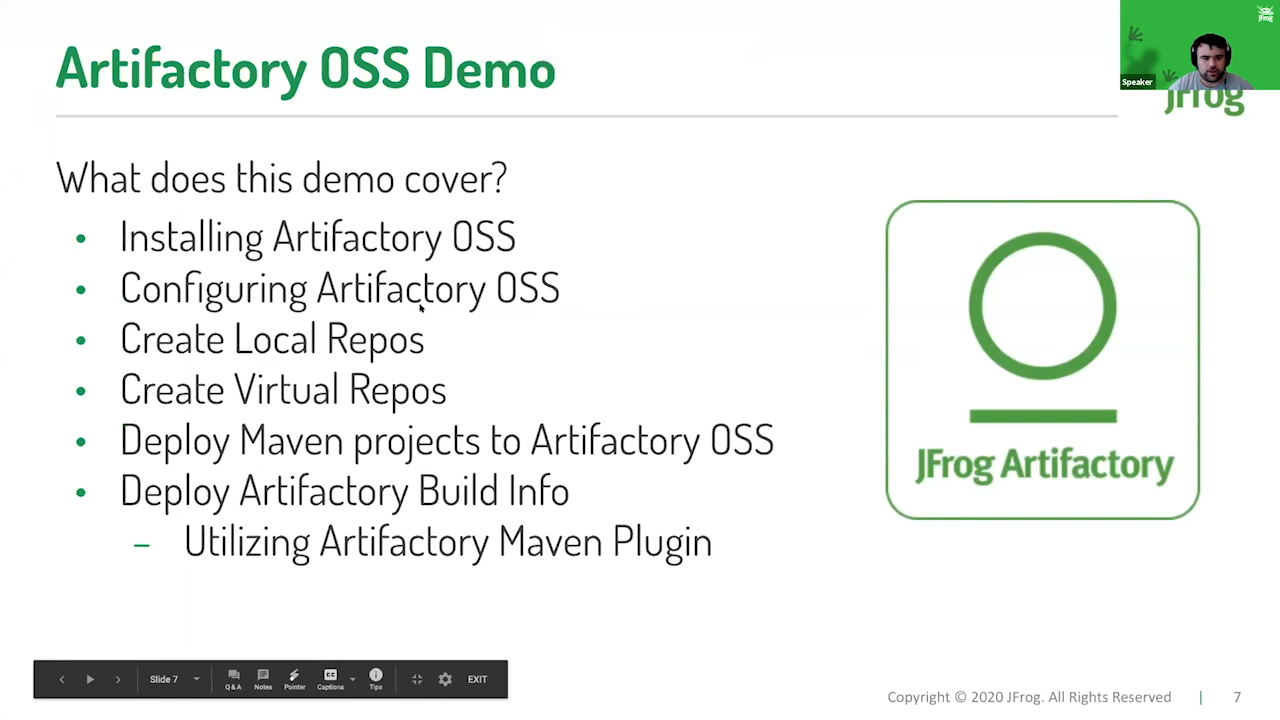 Artifactory OSS Demo
JFrog
Speaker
JFrog
What does this demo cover?
• Installing Artifactory OSS
• Configuring Artifactory OSS
• Create Local Repos
• Create Virtual Repos
• Deploy Maven projects to Artifactory OSS
• Deploy Artifactory Build Info
– Utilizing Artifactory Maven Plugin
JFrog Artifactory
Slide 7
Q&A
Notes
Pointer
CC
Captions
Tips
EXIT
Copyright © 2020 JFrog. All Rights Reserved | 7